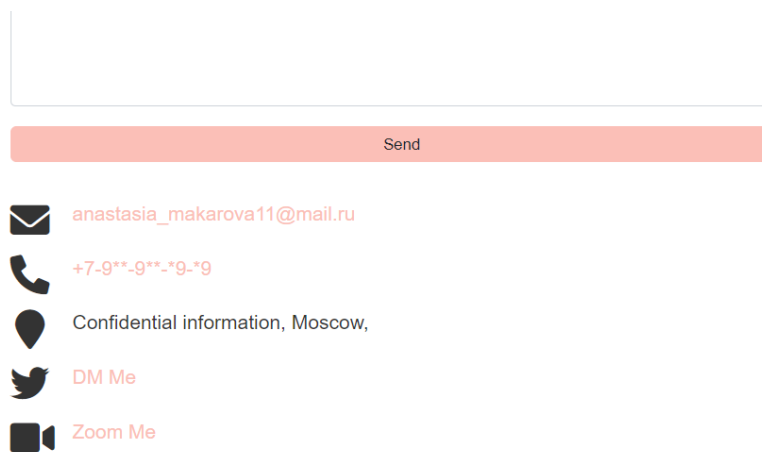 Send
anastasia_makarova11@mail.ru
+7-9**-9**-*9-*9
Confidential information, Moscow,
DM Me
Zoom Me